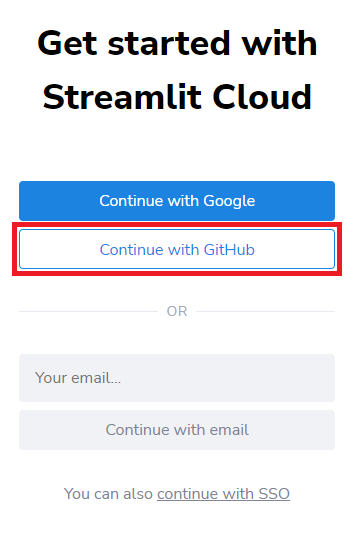 Get started with
Streamlit Cloud
Continue with Google
Continue with GitHub
OR
Your email...
Continue with email
You can also continue with SSO